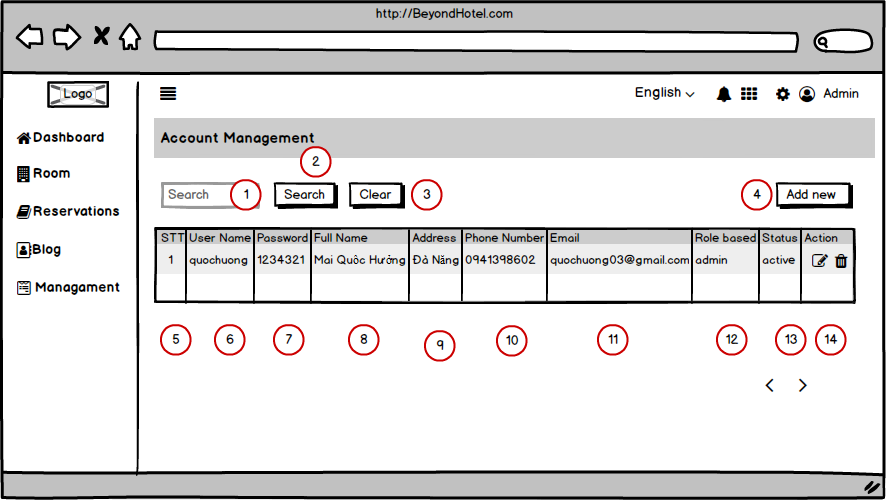 http://BeyondHotel.com
Logo
English
Admin
Dashboard
Room
Reservations
Blog
Managament
Account Management
2
Search 1
Search
Clear
3
4
Add new
STT User Name Password Full Name Address Phone Number Email Role based Status Action
1 quochuong 1234321 Mai Quôc Hưởng Đà Nẵng 0941398602 quochuong03@gmail.com admin active
5 6 7 8 9 10 11 12 13 14